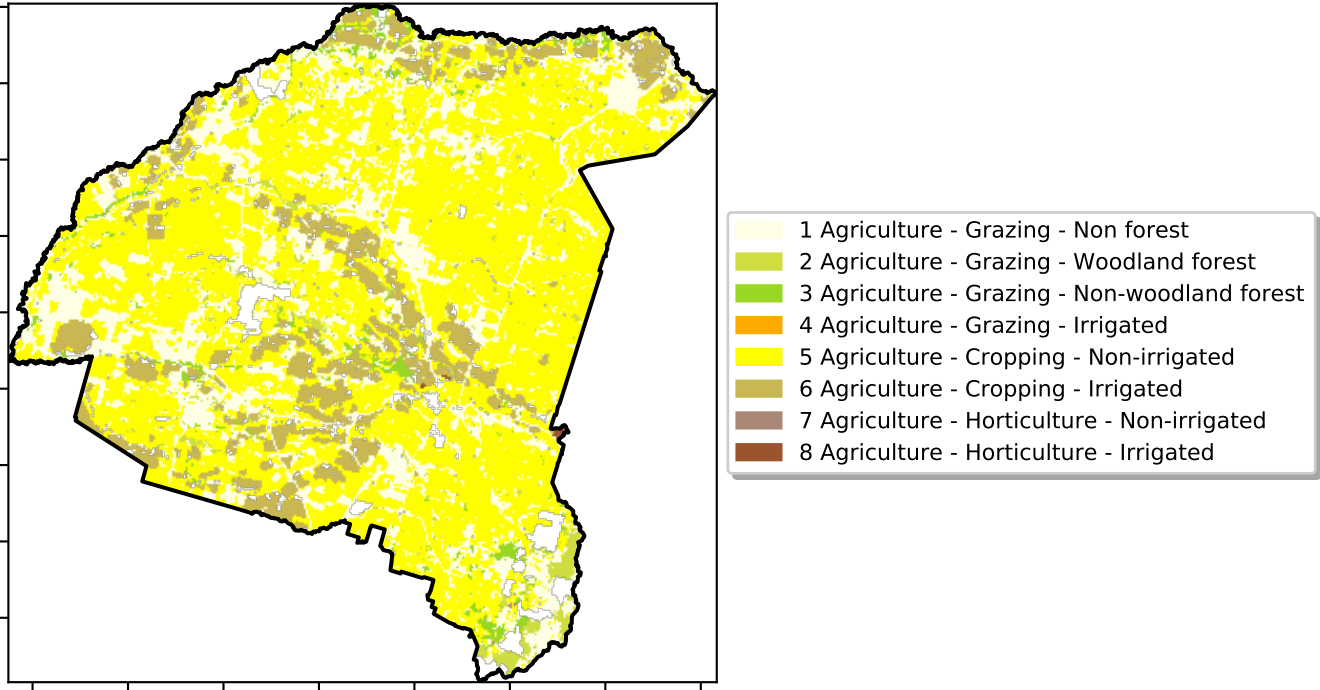 1 Agriculture - Grazing - Non forest
2 Agriculture - Grazing - Woodland forest
3 Agriculture - Grazing - Non-woodland forest
4 Agriculture - Grazing - Irrigated
5 Agriculture - Cropping - Non-irrigated
6 Agriculture - Cropping - Irrigated
7 Agriculture - Horticulture - Non-irrigated
8 Agriculture - Horticulture - Irrigated